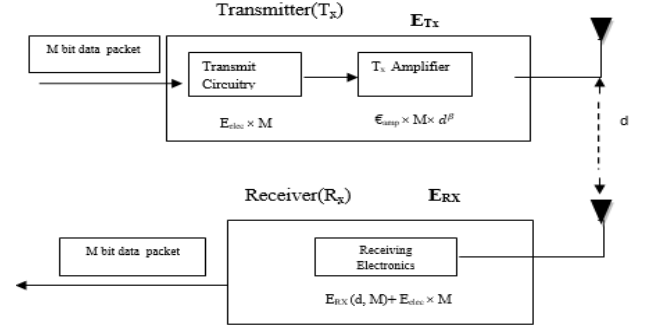 Transmitter(Tx)
ETx
M bit data packet
Transmit
Circuitry
Tx Amplifier
Eelec × M
€amp × M× dβ
d
Receiver(Rx)
ERX
M bit data packet
Receiving
Electronics
ERX (d, M)+ Eelec × M